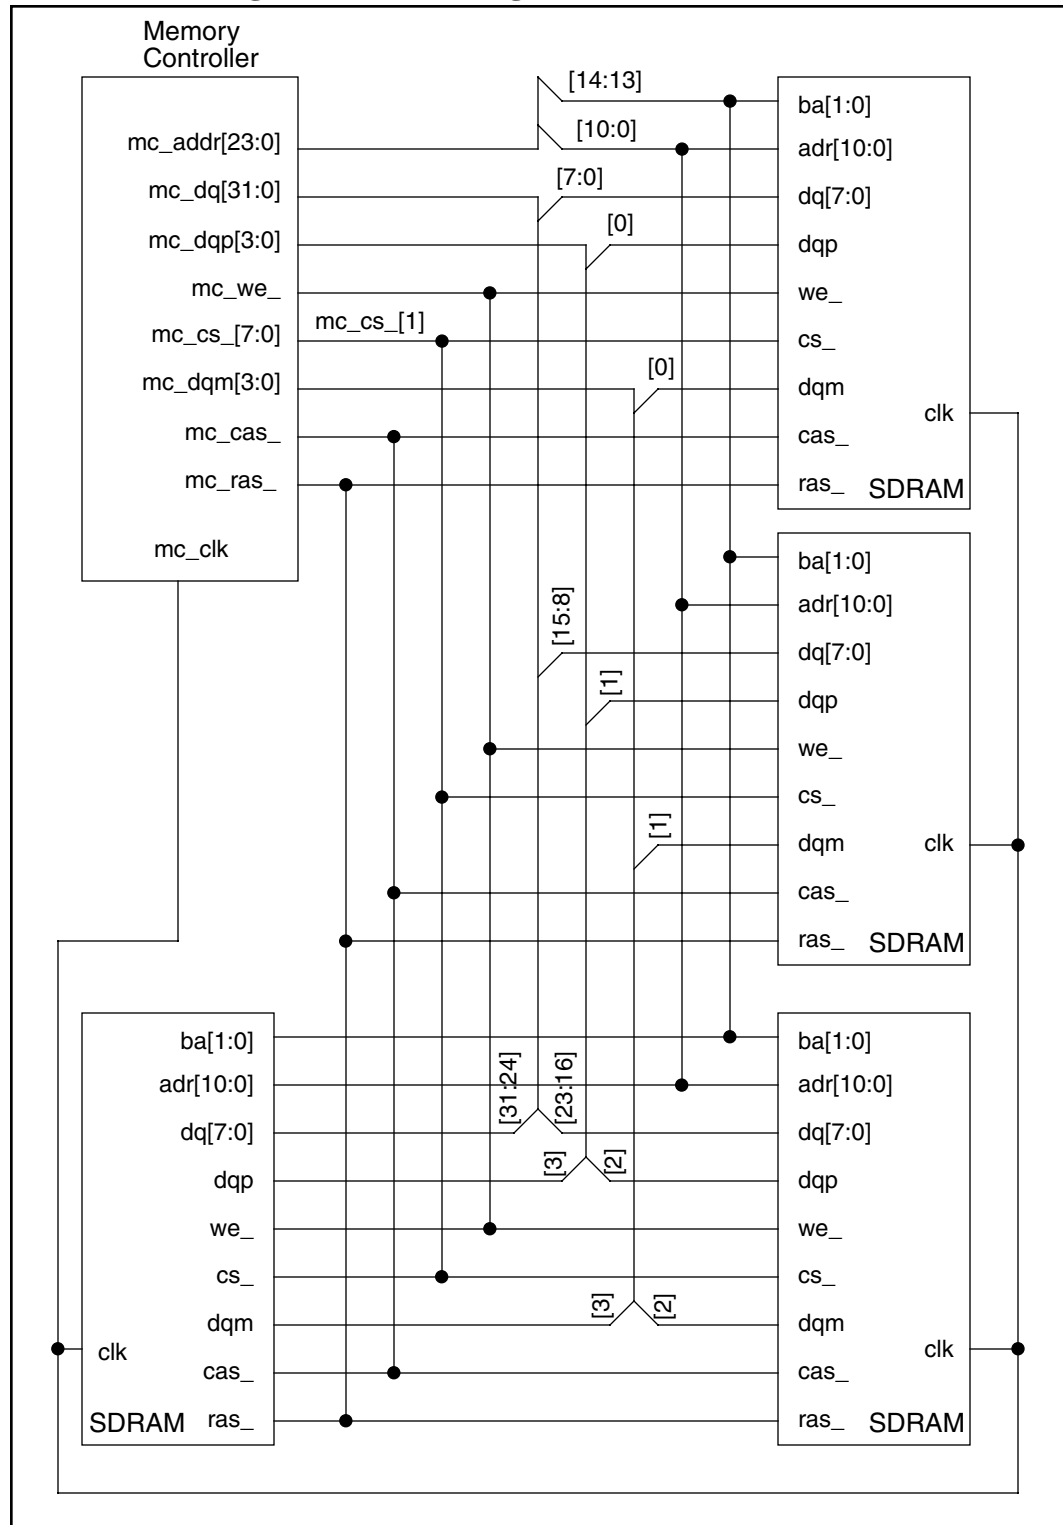 Memory
Controller
mc_addr[23:0]
mc_dq[31:0]
mc_dqp[3:0]
mc_we_
mc_cs_[7:0]
mc_dqm[3:0]
mc_cas_
mc_ras_
mc_clk
mc_cs_[1]
[14:13]
[10:0]
[7:0]
[0]
[0]
ba[1:0]
adr[10:0]
dq[7:0]
dqp
we_
cs_
dqm
clk
cas_
ras_ SDRAM
[15:8]
[1]
[1]
ba[1:0]
adr[10:0]
dq[7:0]
dqp
we_
cs_
dqm clk
cas_
ras_ SDRAM
ba[1:0]
adr[10:0]
dq[7:0]
dqp
we_
cs_
dqm
clk
cas_
SDRAM ras_
[31:24]
[23:16]
[3]
[2]
[3]
[2]
ba[1:0]
adr[10:0]
dq[7:0]
dqp
we_
cs_
dqm
clk
cas_
ras_ SDRAM